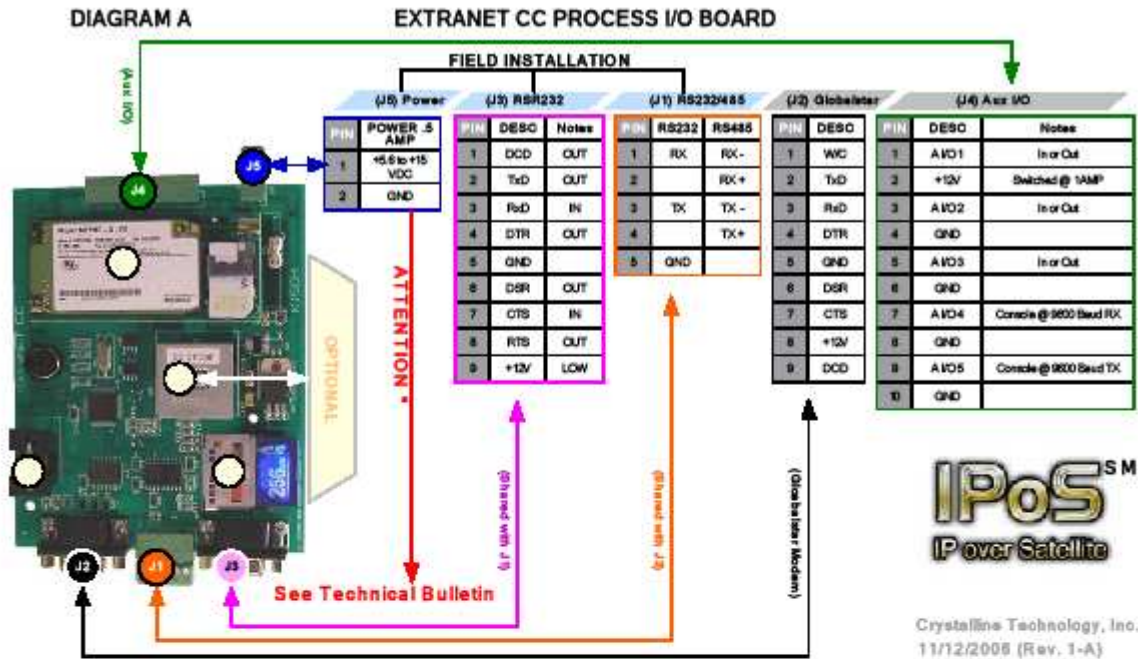 DIAGRAM A
EXTRANET CC PROCESS I/O BOARD
FIELD INSTALLATION
(Aux I/O)
(J5) Power
PIN POWER .5 AMP
1 +5.6 to +15 VDC
2 GND
(J3) RSR232
PIN DESC Notes
1 DCD OUT
2 TxD OUT
3 RxD IN
4 DTR OUT
5 GND
6 DSR OUT
7 CTS IN
8 RTS OUT
9 +12V LOW
(J1) RS232/485
PIN RS232 RS485
1 RX RX-
2 RX+
3 TX TX-
4 TX+
5 GND
(J2) Globalstar
PIN DESC
1 W/C
2 TxD
3 RxD
4 DTR
5 GND
6 DSR
7 CTS
8 +12V
9 DCD
(J4) Aux I/O
PIN DESC Notes
1 AI/O1 In or Out
2 +12V Switched @ 1AMP
3 AI/O2 In or Out
4 GND
5 AI/O3 In or Out
6 GND
7 AI/O4 Console @ 9600 Baud RX
8 AI/O5 Console @ 9600 Baud TX
10 GND
J5
J4
OPTIONAL
ATTENTION *
256
J2
J1
J3
(Shared with J1)
(Shared with J3)
(Globalstar Modem)
See Technical Bulletin
IPoS SM
IP over Satellite
Crystalline Technology, Inc.
11/12/2006 (Rev. 1-A)